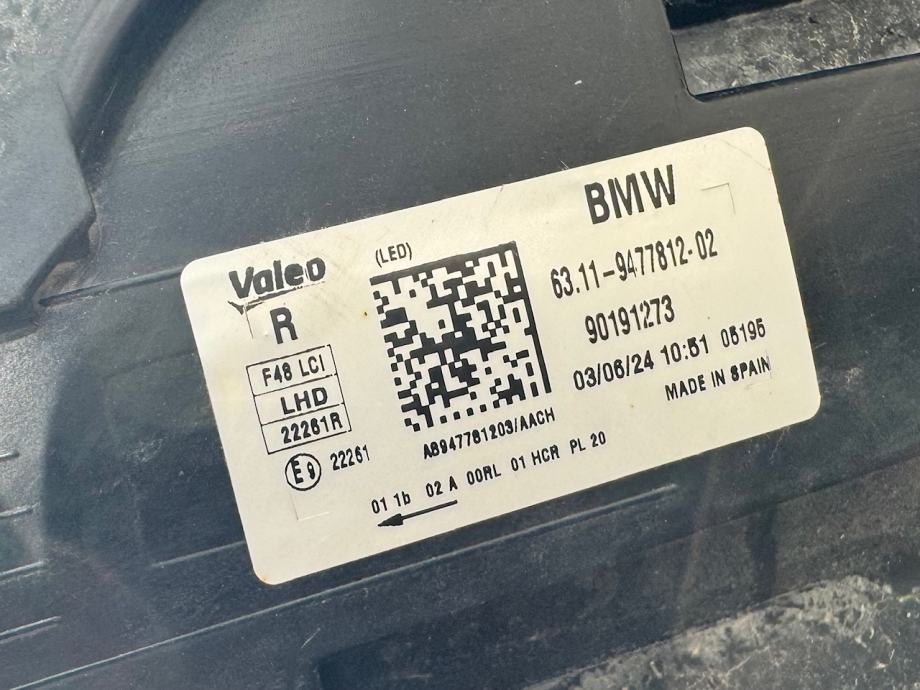 Valeo
(LED)
BMW
R
63.11-9477812-02
90191273
03/06/24 10:51 05195
MADE IN SPAIN
F48 LCI
LHD
22261R
E9 22261
A8947781203/AACH
01 1b 02 A 00RL 01 HCR PL 20